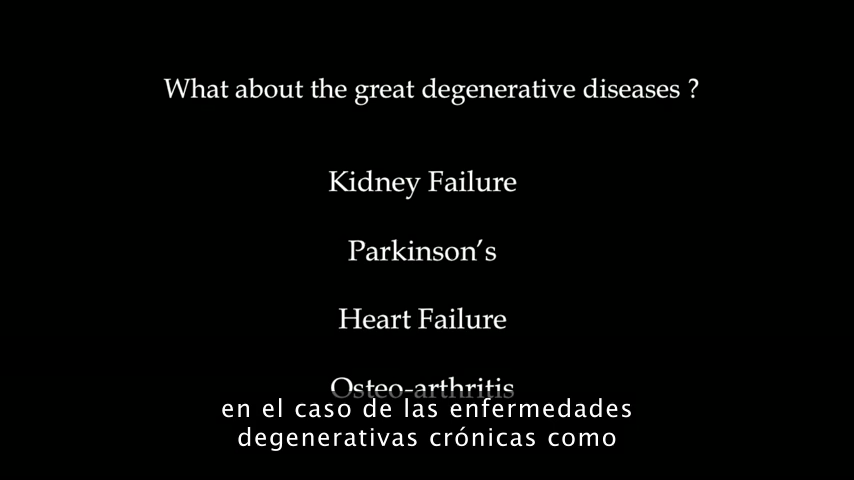 What about the great degenerative diseases ?
Kidney Failure
Parkinson’s
Heart Failure
Osteo-arthritis
en el caso de las enfermedades
degenerativas crónicas como